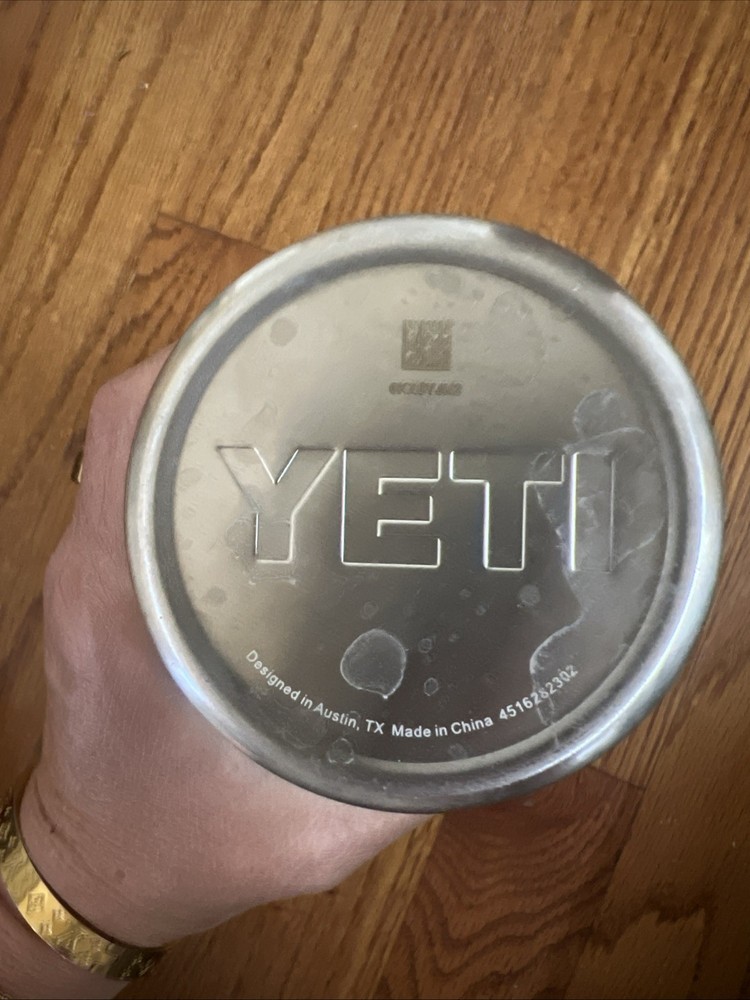 YETI
Designed in Austin, TX Made in China 4516282302